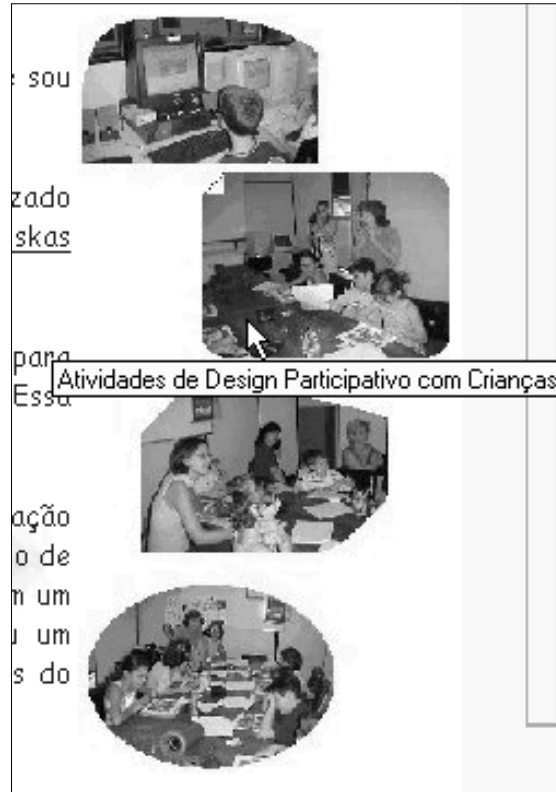 e sou
zado
skas
para
Atividades de Design Participativo com Crianças
Essa
ação
o de
m um
u um
s do